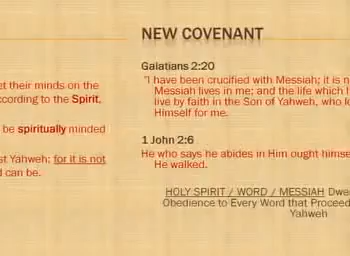 NEW COVENANT
et their minds on the
ccording to the Spirit,
be spiritually minded
st Yahweh; for it is not
d can be.
Galatians 2:20
"I have been crucified with Messiah; it is n
Messiah lives in me; and the life which
live by faith in the Son of Yahweh, who
Himself for me.
1 John 2:6
He who says he abides in Him ought himse
He walked.
HOLY SPIRIT / WORD / MESSIAH Dwe
Obedience to Every Word that Proceed
Yahweh